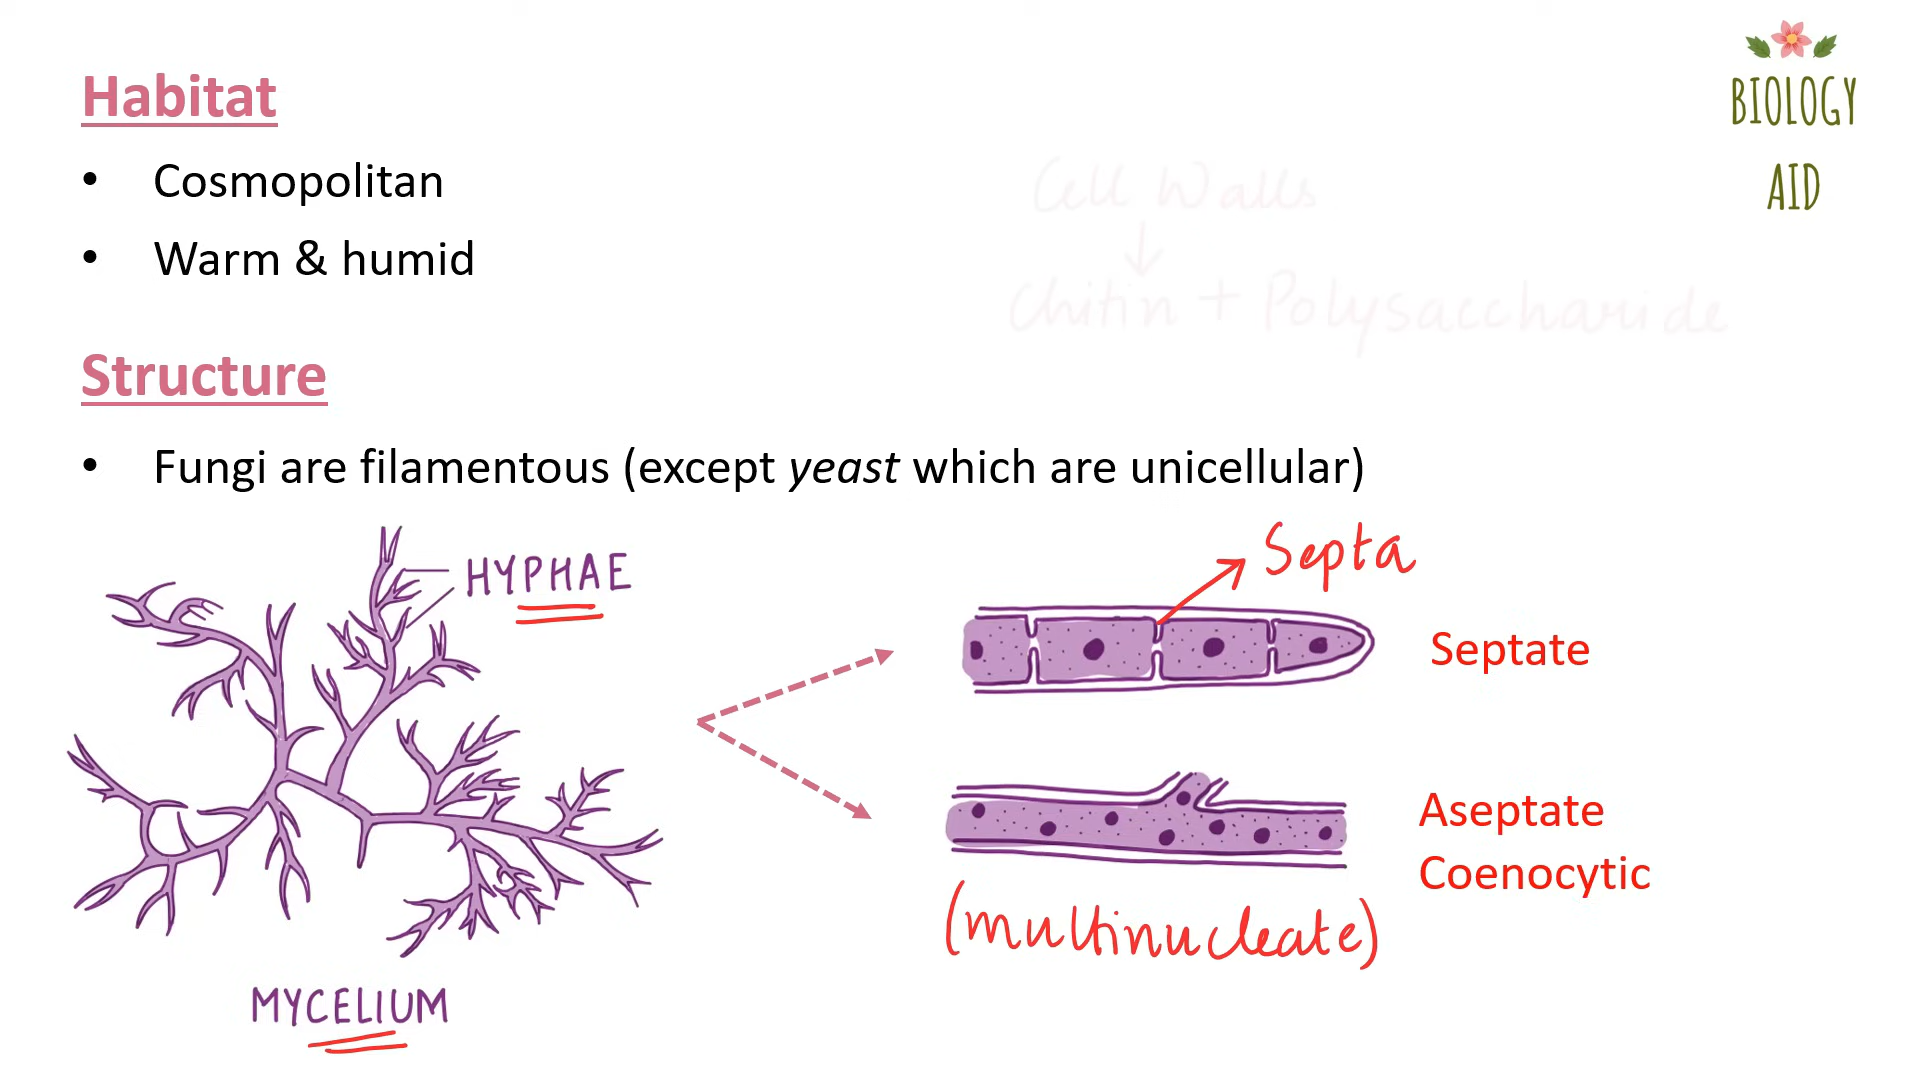 Habitat
• Cosmopolitan
• Warm & humid
BIOLOGY
AID
Cell Walls
↓
Chitin + Polysaccharide
Structure
• Fungi are filamentous (except yeast which are unicellular)
HYPHAE
Septa
Septate
Aseptate
Coenocytic
(multinucleate)
MYCELIUM